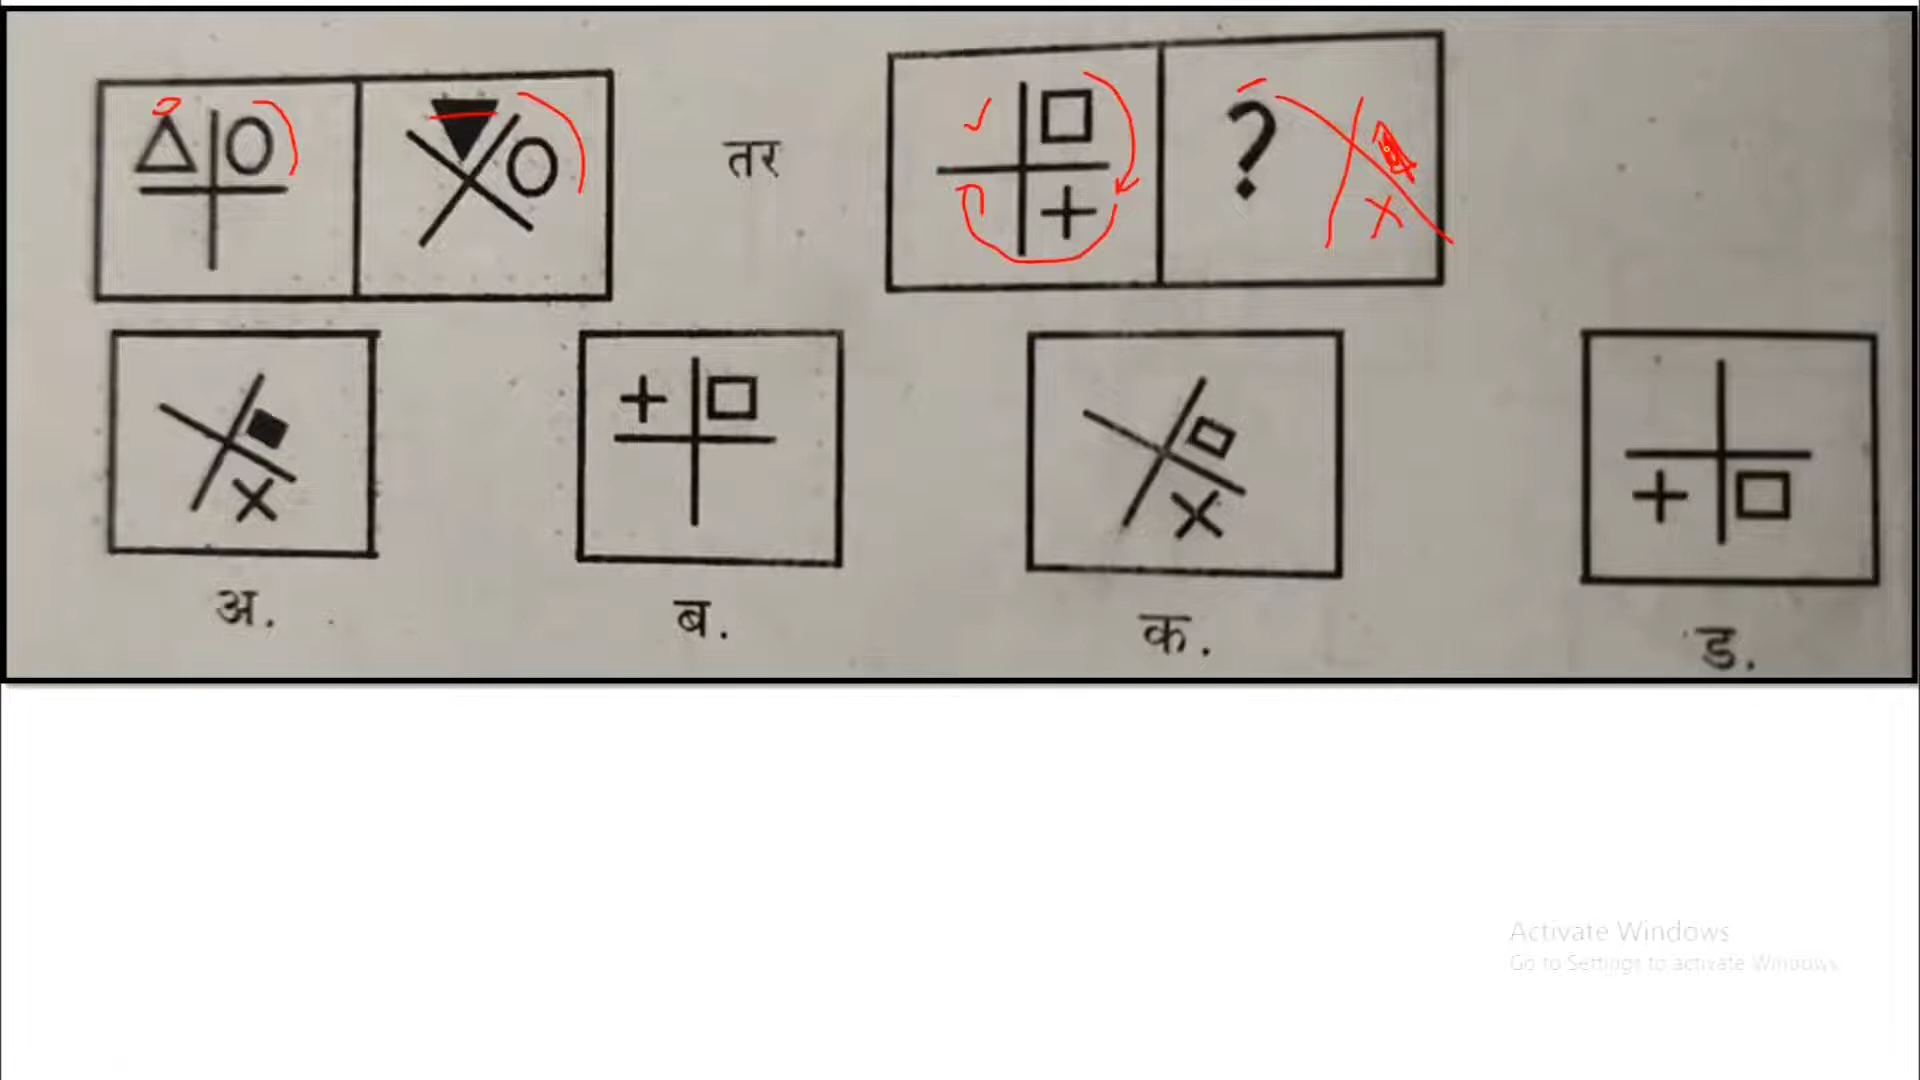 तर
?
अ.
ब.
क.
ड.
Activate Windows
Go to Settings to activate Windows.